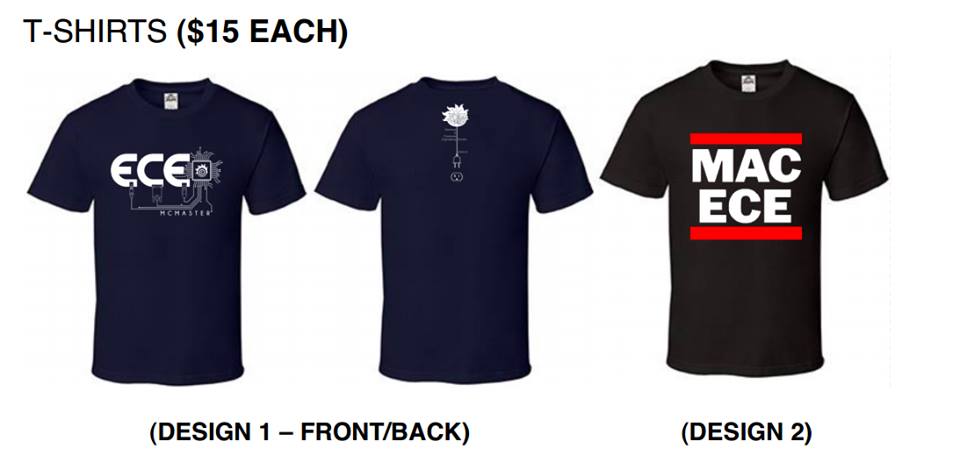 T-SHIRTS ($15 EACH)
ECE
MCMASTER
MAC
ECE
(DESIGN 1 – FRONT/BACK)
(DESIGN 2)